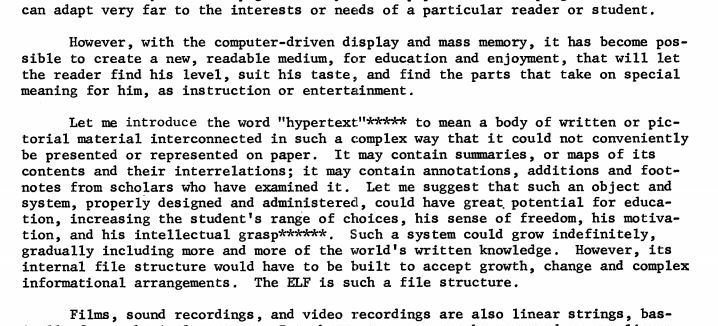 can adapt very far to the interests or needs of a particular reader or student.
However, with the computer-driven display and mass memory, it has become pos-
sible to create a new, readable medium, for education and enjoyment, that will let
the reader find his level, suit his taste, and find the parts that take on special
meaning for him, as instruction or entertainment.
Let me introduce the word "hypertext"***** to mean a body of written or pic-
torial material interconnected in such a complex way that it could not conveniently
be presented or represented on paper. It may contain summaries, or maps of its
contents and their interrelations; it may contain annotations, additions and foot-
notes from scholars who have examined it. Let me suggest that such an object and
system, properly designed and administered, could have great potential for educa-
tion, increasing the student's range of choices, his sense of freedom, his motiva-
tion, and his intellectual grasp******. Such a system could grow indefinitely,
gradually including more and more of the world's written knowledge. However, its
internal file structure would have to be built to accept growth, change and complex
informational arrangements. The ELF is such a file structure.
Films, sound recordings, and video recordings are also linear strings, bas-